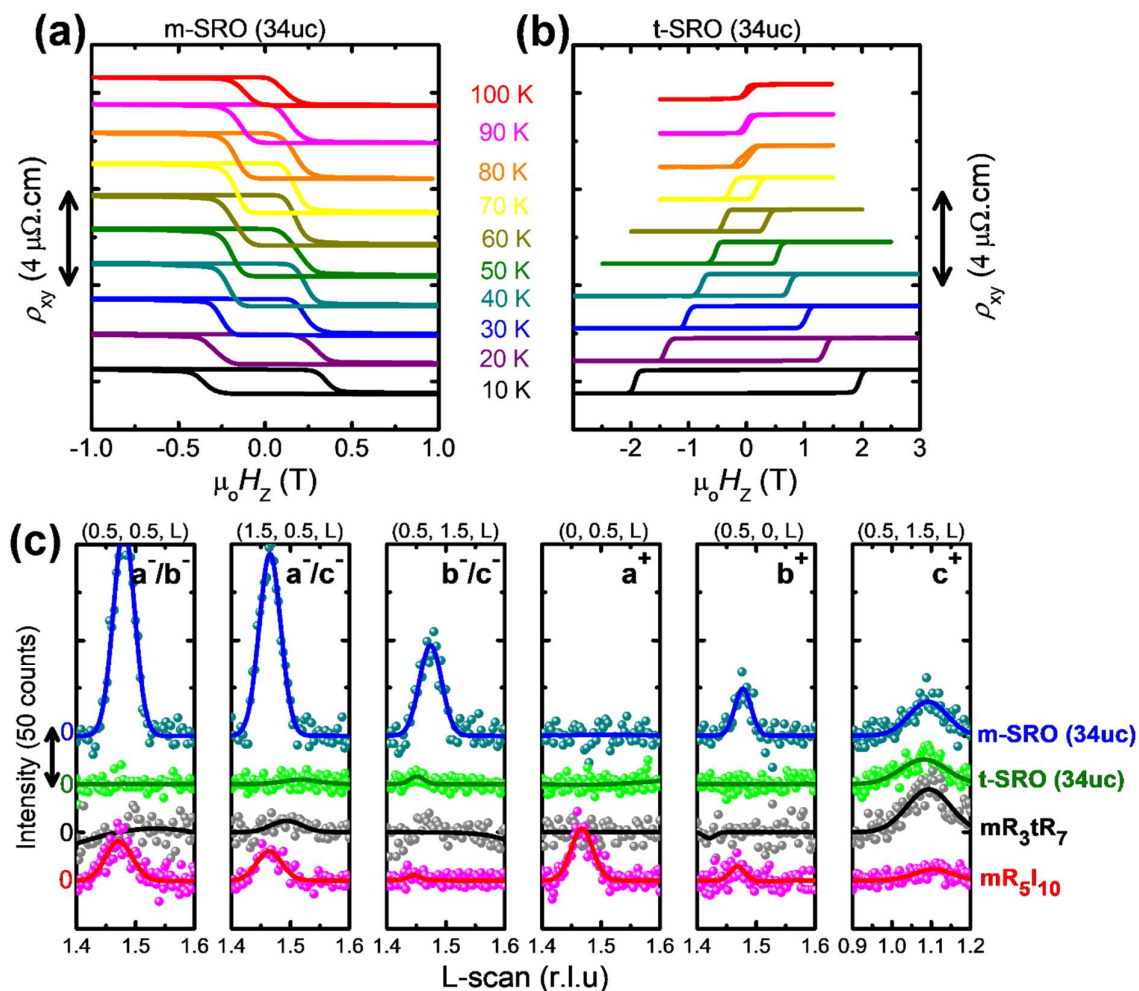 (a) m-SRO (34uc)
(b) t-SRO (34uc)
100 K
90 K
80 K
70 K
60 K
50 K
40 K
30 K
20 K
10 K
ρxy (4 μΩ.cm)
ρxy (4 μΩ.cm)
-1.0 -0.5 0.0 0.5 1.0
-2 -1 0 1 2 3
μoHZ (T)
μoHZ (T)
(c)
(0.5, 0.5, L) (1.5, 0.5, L) (0.5, 1.5, L) (0, 0.5, L) (0.5, 0, L) (0.5, 1.5, L)
a⁻/b⁻ a⁻/c⁻ b⁻/c⁻ a⁺ b⁺ c⁺
Intensity (50 counts)
0 m-SRO (34uc)
0 t-SRO (34uc)
0 mR₃tR₇
0 mR₅I₁₀
1.4 1.5 1.6 1.4 1.5 1.6 1.4 1.5 1.6 1.4 1.5 1.6 1.4 1.5 1.6 0.9 1.0 1.1 1.2
L-scan (r.l.u)